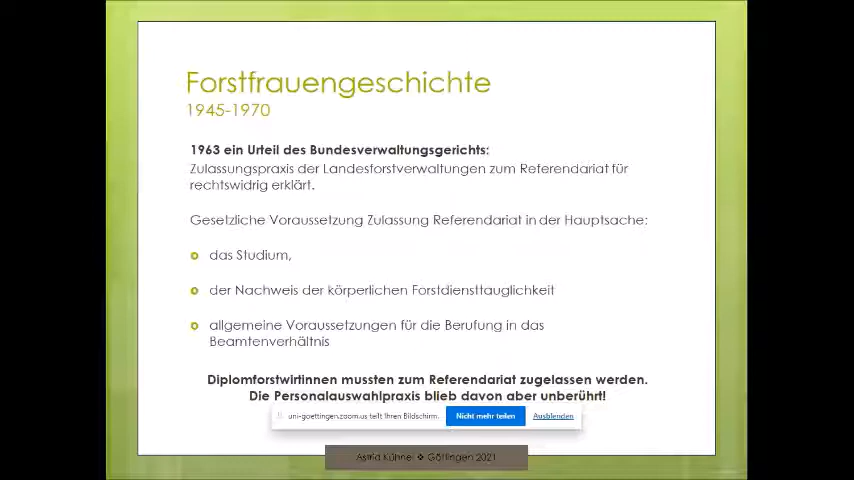 Forstfrauengeschichte
1945-1970
1963 ein Urteil des Bundesverwaltungsgerichts:
Zulassungspraxis der Landesforstverwaltungen zum Referendariat für
rechtswidrig erklärt.
Gesetzliche Voraussetzung Zulassung Referendariat in der Hauptsache:
das Studium,
der Nachweis der körperlichen Forstdiensttauglichkeit
allgemeine Voraussetzungen für die Berufung in das
Beamtenverhältnis
Diplomforstwirtinnen mussten zum Referendariat zugelassen werden.
Die Personalauswahlpraxis blieb davon aber unberührt!
uni-goettingen.zoom.us teilt Ihren Bildschirm. Nicht mehr teilen Ausblenden
Astrid Kühnel ❖ Göttingen 2021